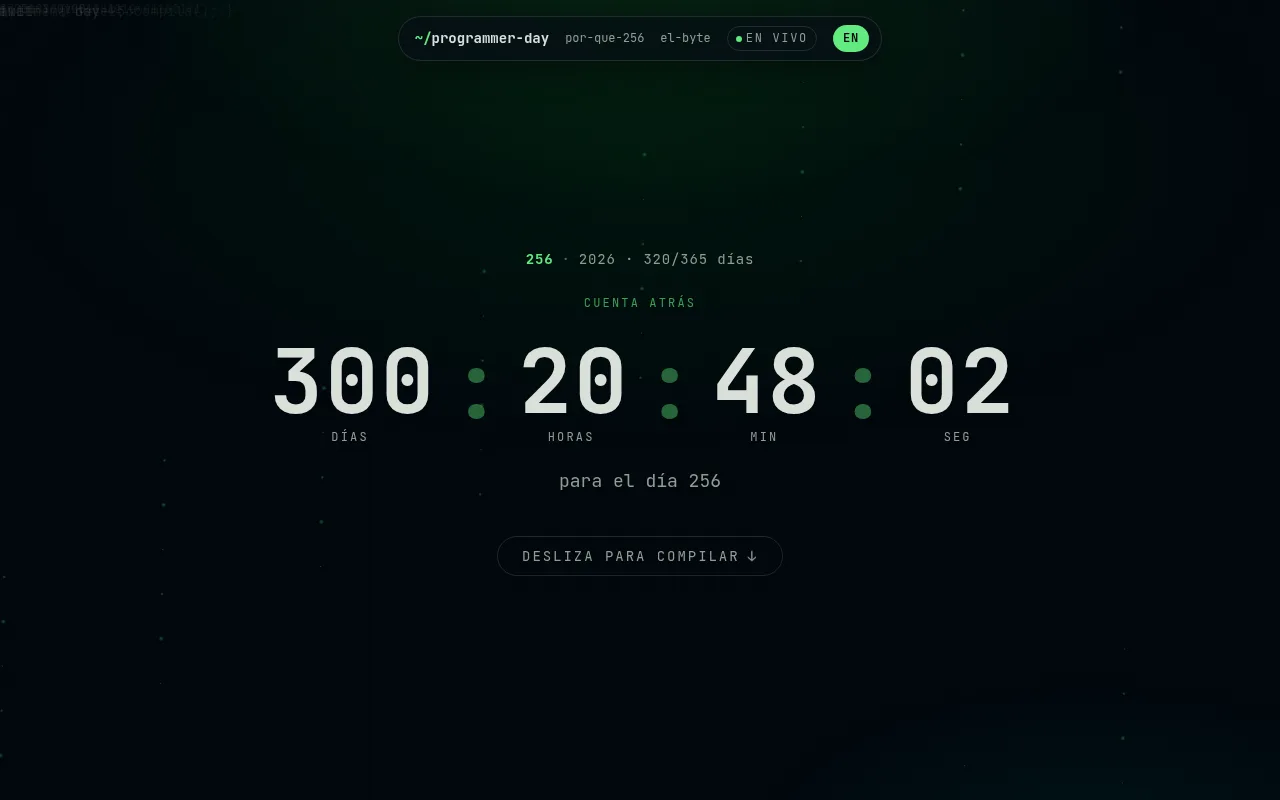 ~/programmer-day por-que-256 el-byte EN VIVO EN
256 · 2026 · 320/365 días
CUENTA ATRÁS
300 : 20 : 48 : 02
DÍAS HORAS MIN SEG
para el día 256
DESLIZA PARA COMPILAR ↓